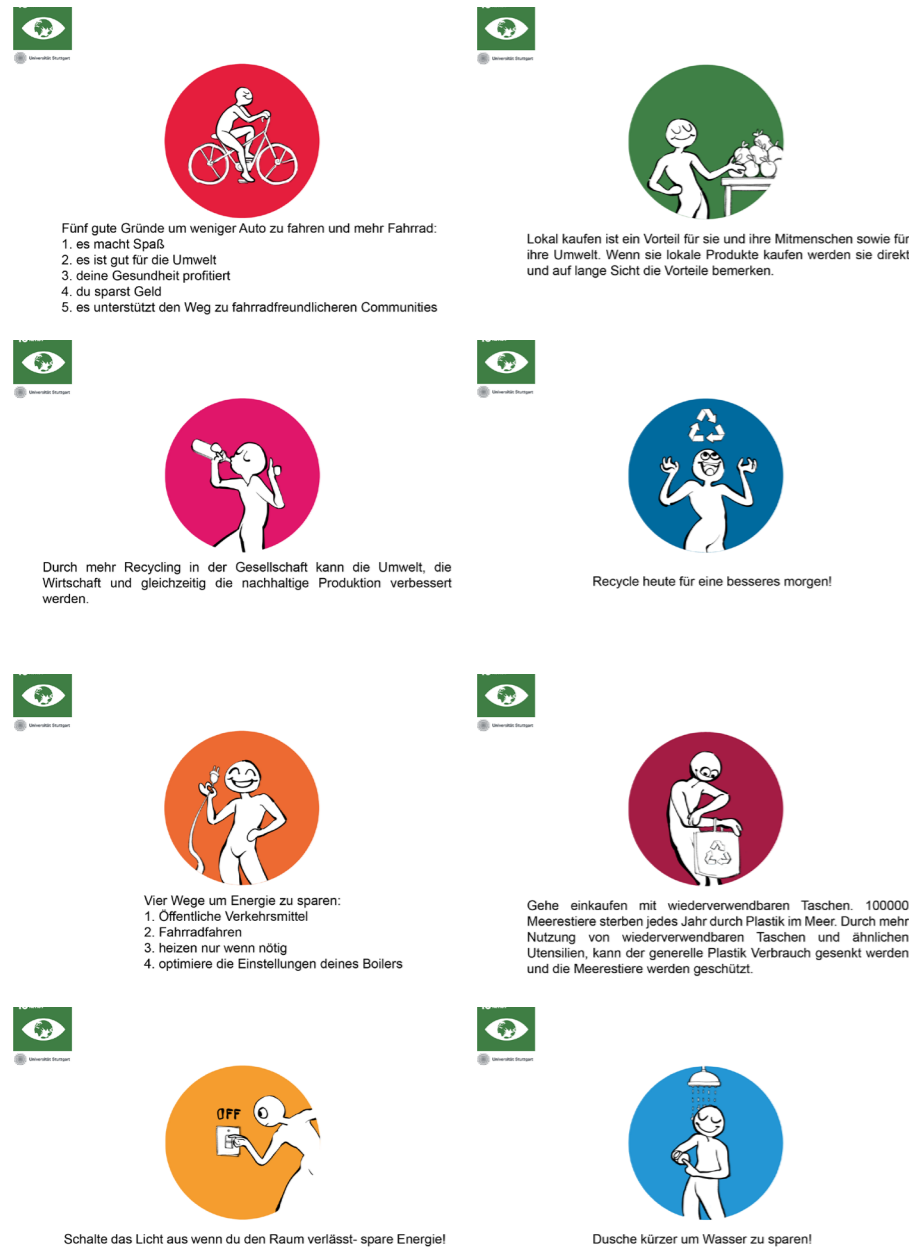 Universität Stuttgart
Universität Stuttgart
Fünf gute Gründe um weniger Auto zu fahren und mehr Fahrrad:
1. es macht Spaß
2. es ist gut für die Umwelt
3. deine Gesundheit profitiert
4. du sparst Geld
5. es unterstützt den Weg zu fahrradfreundlicheren Communities
Lokal kaufen ist ein Vorteil für sie und ihre Mitmenschen sowie für
ihre Umwelt. Wenn sie lokale Produkte kaufen werden sie direkt
und auf lange Sicht die Vorteile bemerken.
Universität Stuttgart
Universität Stuttgart
Durch mehr Recycling in der Gesellschaft kann die Umwelt, die
Wirtschaft und gleichzeitig die nachhaltige Produktion verbessert
werden.
Recycle heute für eine besseres morgen!
Universität Stuttgart
Universität Stuttgart
Vier Wege um Energie zu sparen:
1. Öffentliche Verkehrsmittel
2. Fahrradfahren
3. heizen nur wenn nötig
4. optimiere die Einstellungen deines Boilers
Gehe einkaufen mit wiederverwendbaren Taschen. 100000
Meerestiere sterben jedes Jahr durch Plastik im Meer. Durch mehr
Nutzung von wiederverwendbaren Taschen und ähnlichen
Utensilien, kann der generelle Plastik Verbrauch gesenkt werden
und die Meerestiere werden geschützt.
Universität Stuttgart
Universität Stuttgart
OFF
Schalte das Licht aus wenn du den Raum verlässt- spare Energie!
Dusche kürzer um Wasser zu sparen!